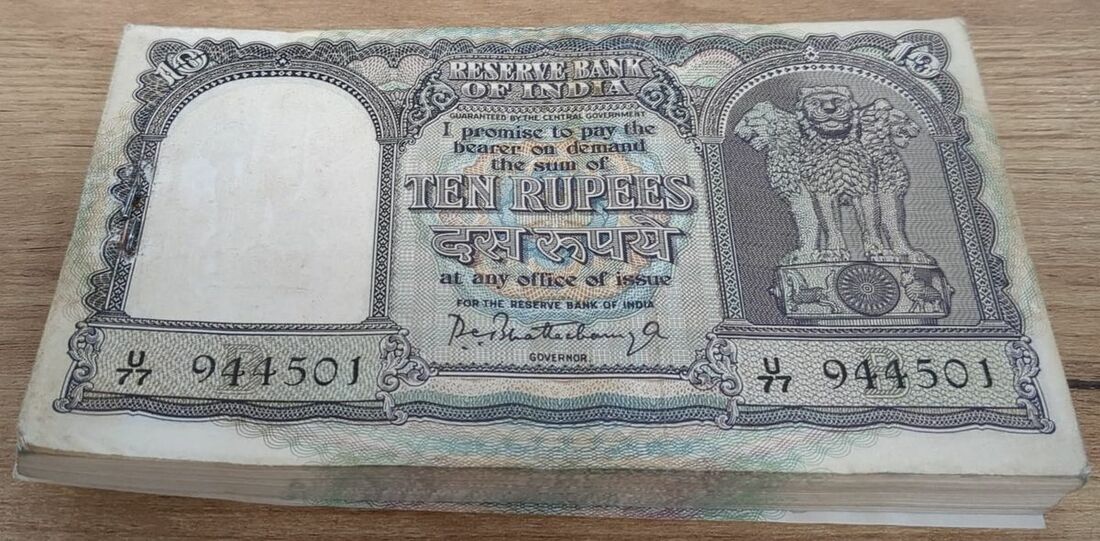 10 10
RESERVE BANK
OF INDIA
GUARANTEED BY THE CENTRAL GOVERNMENT
I promise to pay the
bearer on demand
the sum of
TEN RUPEES
दस रूपये
at any office of issue
FOR THE RESERVE BANK OF INDIA
GOVERNOR.
U/77 944501
U/77 944501